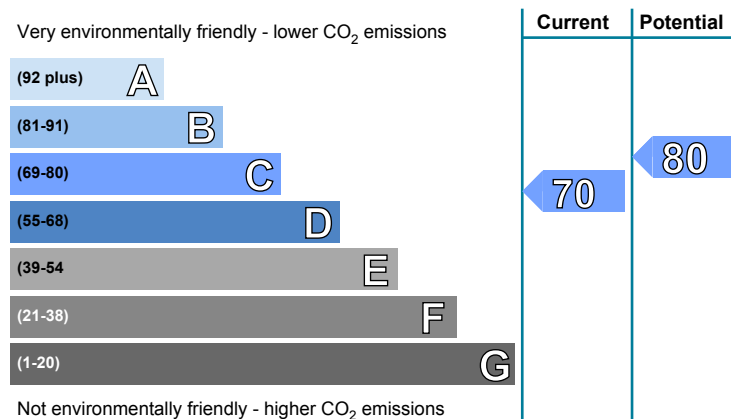 Very environmentally friendly - lower CO₂ emissions
Current
Potential
(92 plus) A
(81-91) B
(69-80) C
(55-68) D
(39-54 E
(21-38) F
(1-20) G
70
80
Not environmentally friendly - higher CO₂ emissions